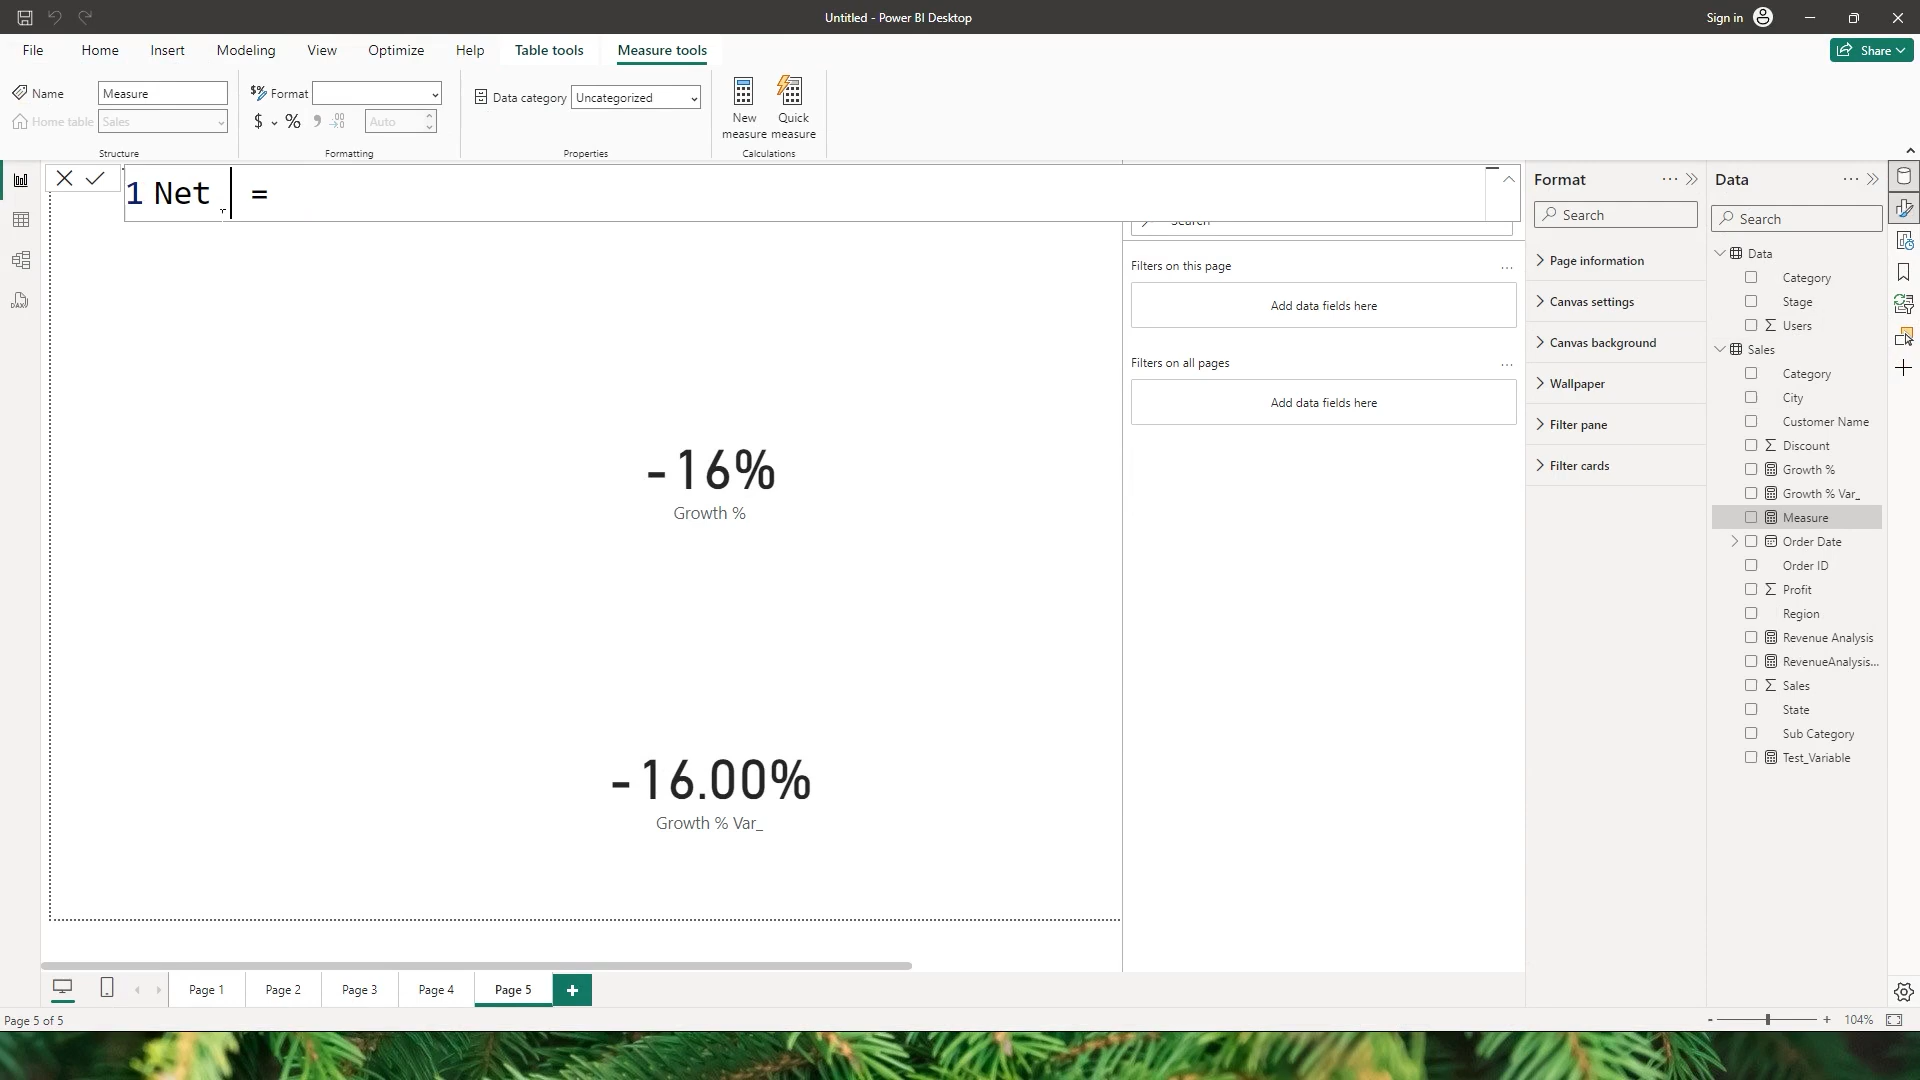 Untitled - Power BI Desktop
Sign in
File Home Insert Modeling View Optimize Help Table tools Measure tools
Share
Name Measure
Home table Sales
Structure
$% Format
$ % Auto
Formatting
Data category Uncategorized
Properties
New measure
Quick measure
Calculations
1 Net =
Filters on this page
Add data fields here
Filters on all pages
Add data fields here
-16%
Growth %
-16.00%
Growth % Var_
Format
Search
Page information
Canvas settings
Canvas background
Wallpaper
Filter pane
Filter cards
Data
Search
Data
Category
Stage
Σ Users
Sales
Category
City
Customer Name
Σ Discount
Growth %
Growth % Var_
Measure
Order Date
Order ID
Σ Profit
Region
Revenue Analysis
RevenueAnalysis...
Σ Sales
State
Sub Category
Test_Variable
DAX
Page 1 Page 2 Page 3 Page 4 Page 5 +
Page 5 of 5
- + 104%